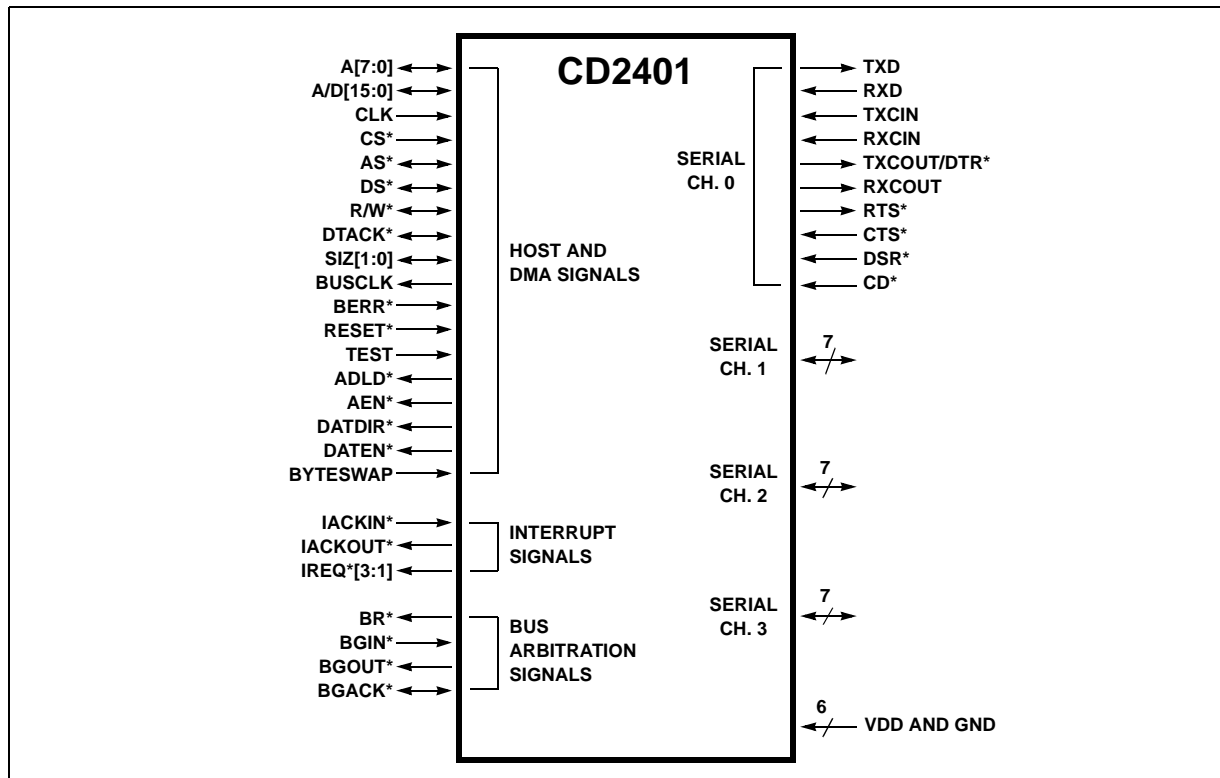 CD2401
A[7:0]
A/D[15:0]
CLK
CS*
AS*
DS*
R/W*
DTACK*
SIZ[1:0]
BUSCLK
BERR*
RESET*
TEST
ADLD*
AEN*
DATDIR*
DATEN*
BYTESWAP
HOST AND
DMA SIGNALS
IACKIN*
IACKOUT*
IREQ*[3:1]
INTERRUPT
SIGNALS
BR*
BGIN*
BGOUT*
BGACK*
BUS
ARBITRATION
SIGNALS
SERIAL
CH. 0
TXD
RXD
TXCIN
RXCIN
TXCOUT/DTR*
RXCOUT
RTS*
CTS*
DSR*
CD*
SERIAL
CH. 1
7
SERIAL
CH. 2
7
SERIAL
CH. 3
7
6
VDD AND GND